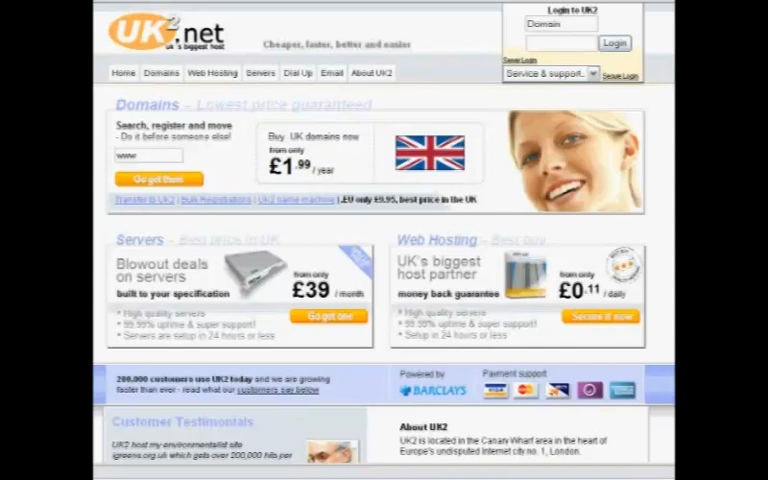 UK2.net
uk's biggest host
Cheaper, faster, better and easier
Login to UK2
Domain
Login
Server Login
Service & support..
Secure Login
Home
Domains
Web Hosting
Servers
Dial Up
Email
About UK2
Domains – Lowest price guaranteed
Search, register and move
- Do it before someone else!
www
Go get them
Buy .UK domains now
from only
£1.99 / year
Transfer to UK2 | Bulk Registrations | UK2 name machine | .EU only £9.95, best price in the UK
Servers – Best price in UK
Blowout deals
on servers
built to your specification
from only
£39 / month
* High quality servers
* 99.99% uptime & super support!
* Servers are setup in 24 hours or less
Go get one
Web Hosting – Best buy
UK's biggest
host partner
money back guarantee
from only
£0.11 / daily
* High quality servers
* 99.99% uptime & super support!
* Setup in 24 hours or less
Secure it now
200.000 customers use UK2 today and we are growing
faster than ever - read what our customers say below
Powered by
BARCLAYS
Payment support
VISA
Customer Testimonials
UK2 host my environmentalist site
igreens.org.uk which gets over 200,000 hits per
About UK2
UK2 is located in the Canary Wharf area in the heart of
Europe's undisputed Internet city no. 1, London.